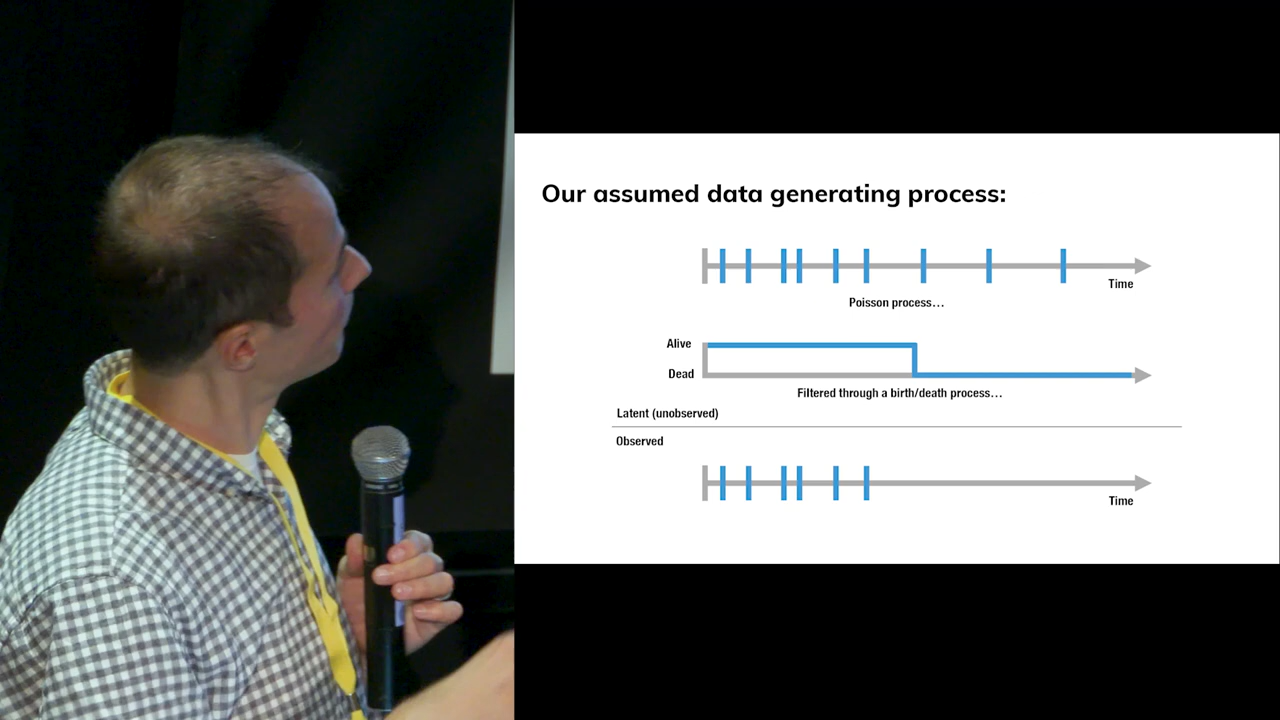 Our assumed data generating process:
Time
Poisson process...
Alive
Dead
Filtered through a birth/death process...
Latent (unobserved)
Observed
Time